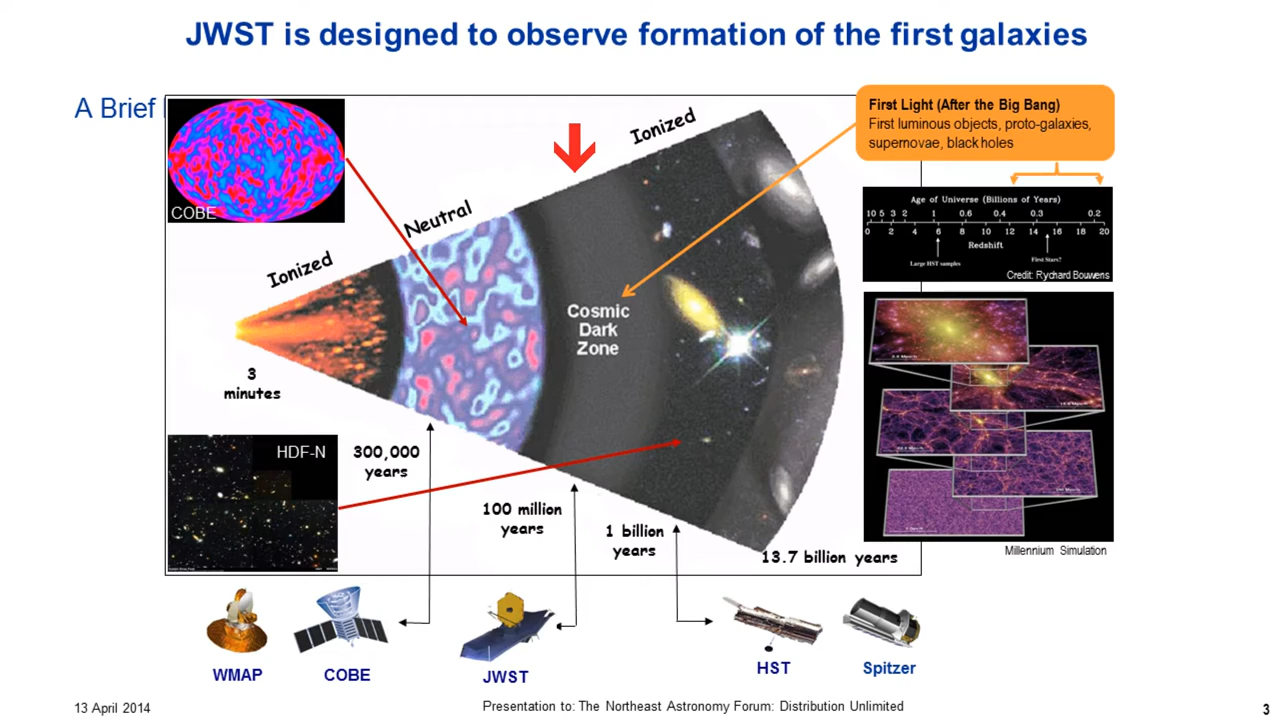 JWST is designed to observe formation of the first galaxies
A Brief
COBE
Ionized
Neutral
Ionized
First Light (After the Big Bang)
First luminous objects, proto-galaxies,
supernovae, black holes
Age of Universe (Billions of Years)
10 5 3 2 1 0.6 0.4 0.3 0.2
0 2 4 6 8 10 12 14 16 18 20
Redshift
Large HST samples
First Stars?
Credit: Rychard Bouwens
Cosmic
Dark
Zone
3
minutes
HDF-N
300,000
years
100 million
years
1 billion
years
13.7 billion years
Millennium Simulation
WMAP
COBE
JWST
HST
Spitzer
13 April 2014
Presentation to: The Northeast Astronomy Forum: Distribution Unlimited
3